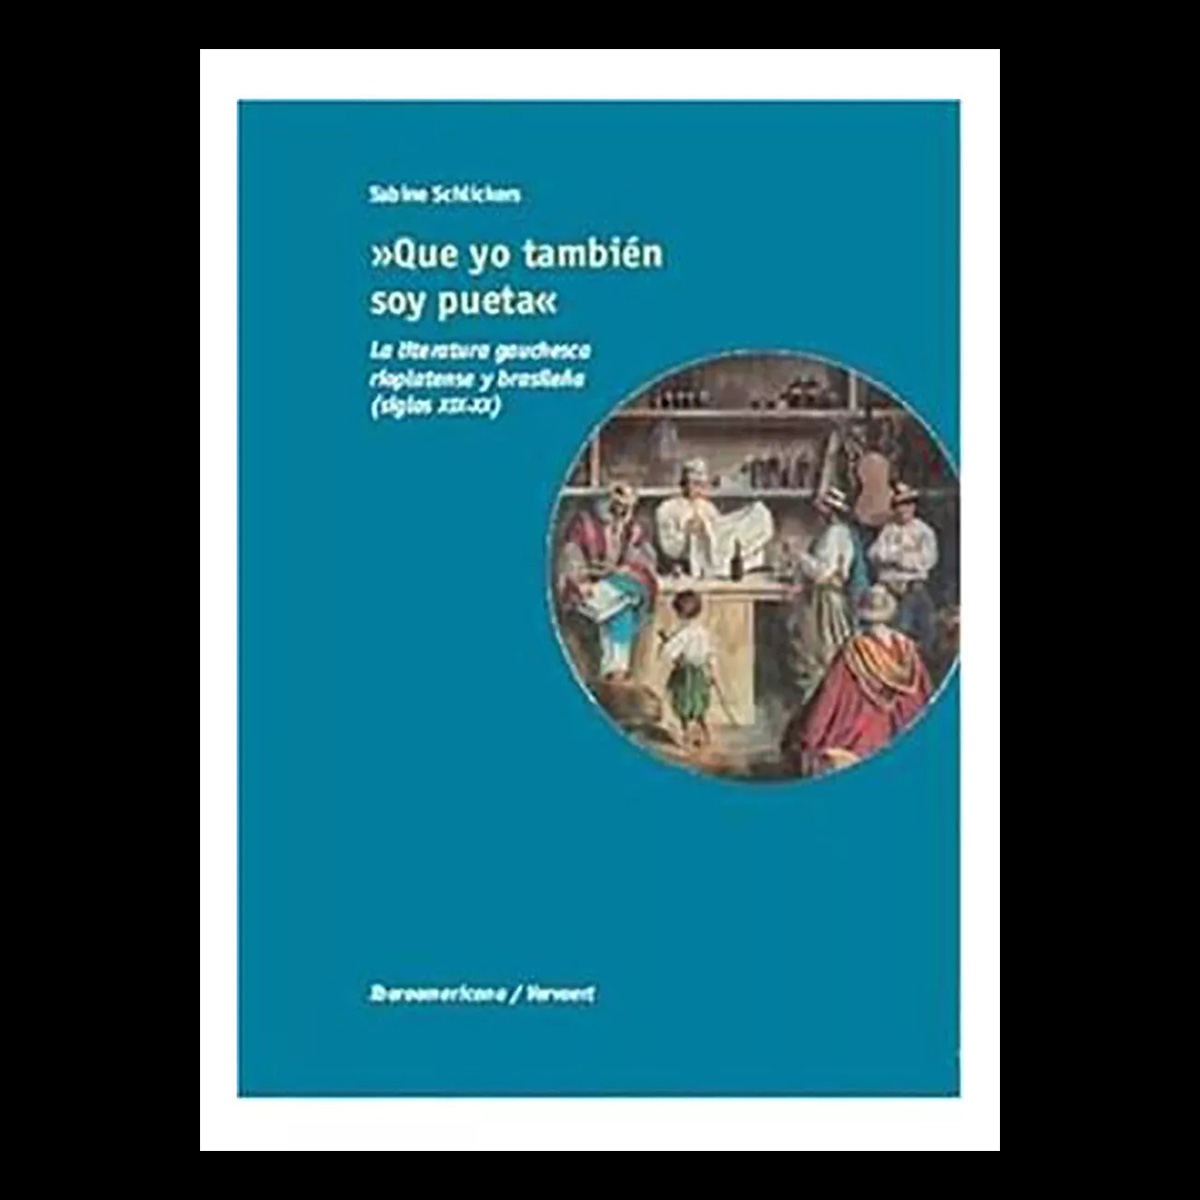 Sabine Schlickers
»Que yo también
soy pueta«
La literatura gauchesca
rioplatense y brasileña
(siglos XIX-XX)
Iberoamericana / Vervuert